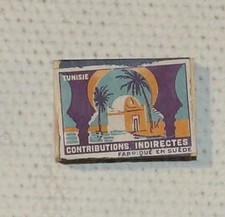 TUNISIE
CONTRIBUTIONS INDIRECTES
FABRIQUÉ EN SUÈDE